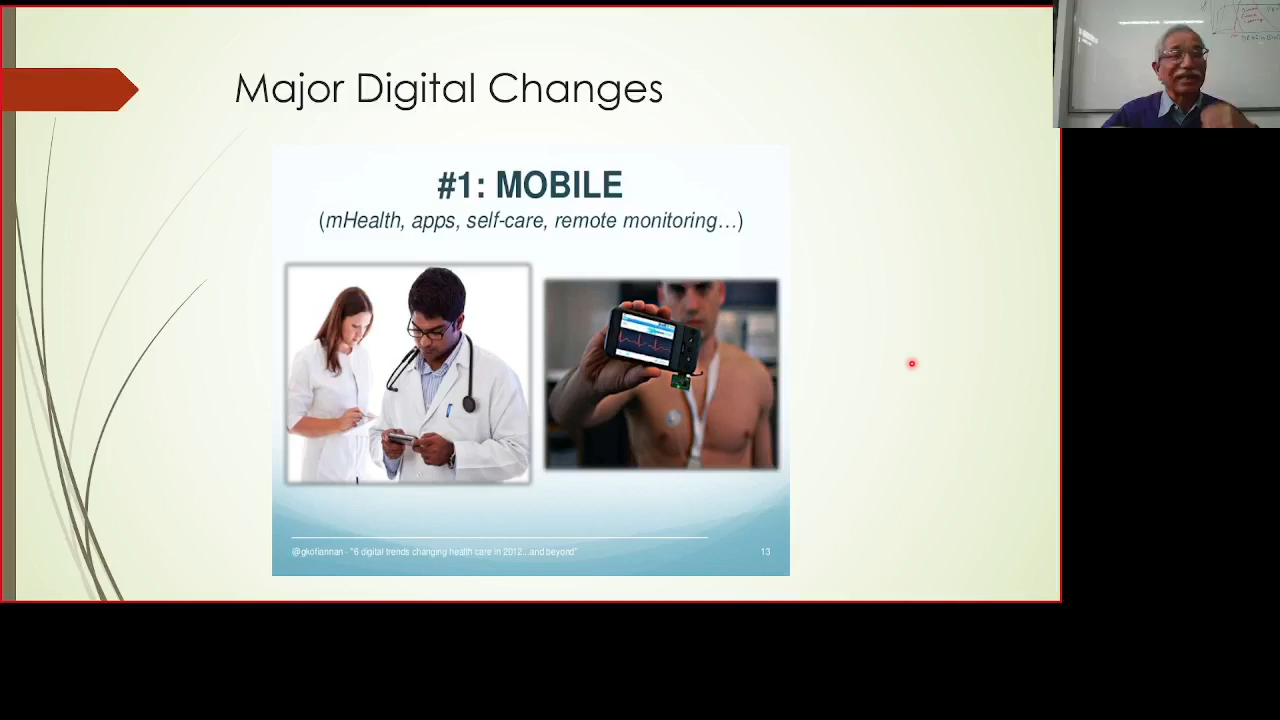 Major Digital Changes
#1: MOBILE
(mHealth, apps, self-care, remote monitoring…)
@gkofiannan - "6 digital trends changing health care in 2012...and beyond"
13